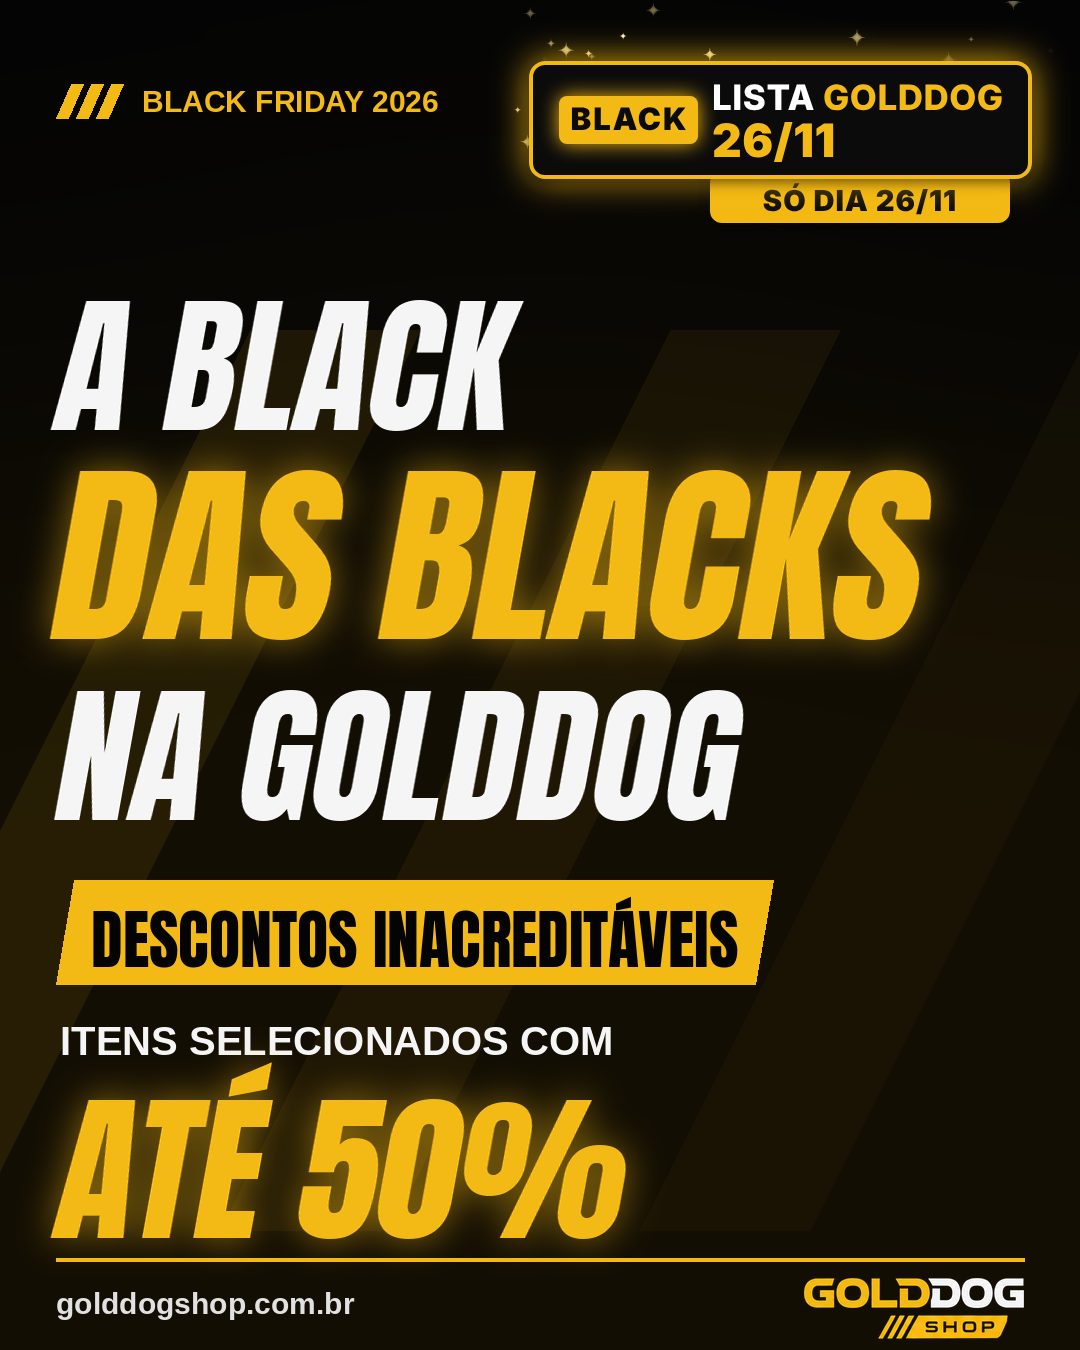 BLACK FRIDAY 2026
BLACK
LISTA GOLDDOG
26/11
SÓ DIA 26/11
A BLACK
DAS BLACKS
NA GOLDDOG
DESCONTOS INACREDITÁVEIS
ITENS SELECIONADOS COM
ATÉ 50%
golddogshop.com.br
GOLDDOG
SHOP